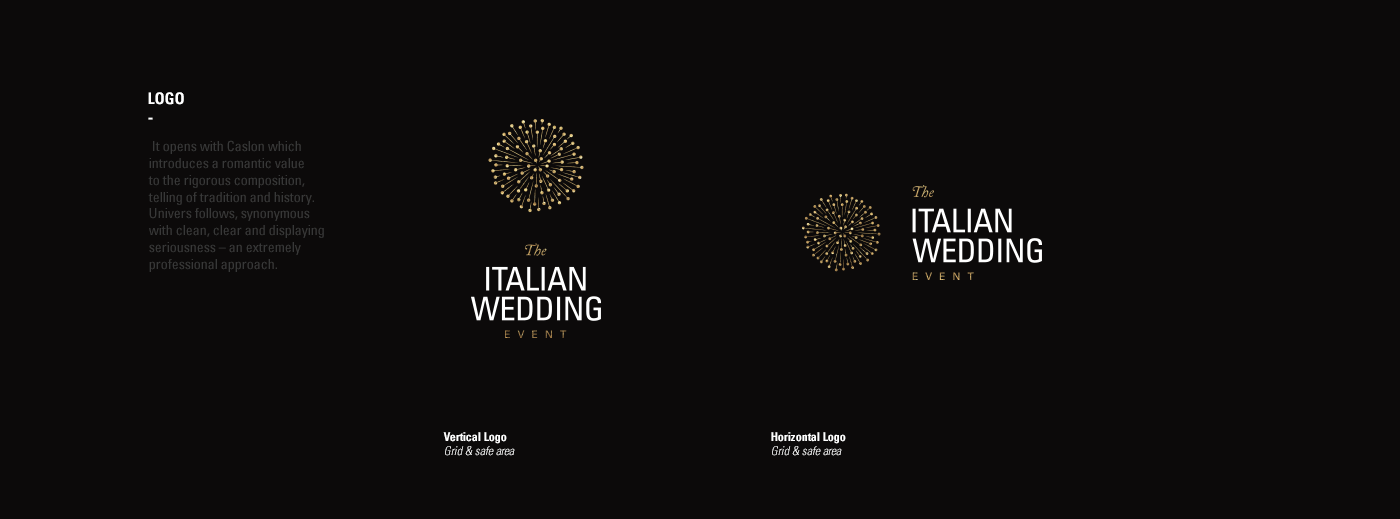 LOGO
-
It opens with Caslon which
introduces a romantic value
to the rigorous composition,
telling of tradition and history.
Univers follows, synonymous
with clean, clear and displaying
seriousness – an extremely
professional approach.
The
ITALIAN
WEDDING
EVENT
Vertical Logo
Grid & safe area
The
ITALIAN
WEDDING
EVENT
Horizontal Logo
Grid & safe area